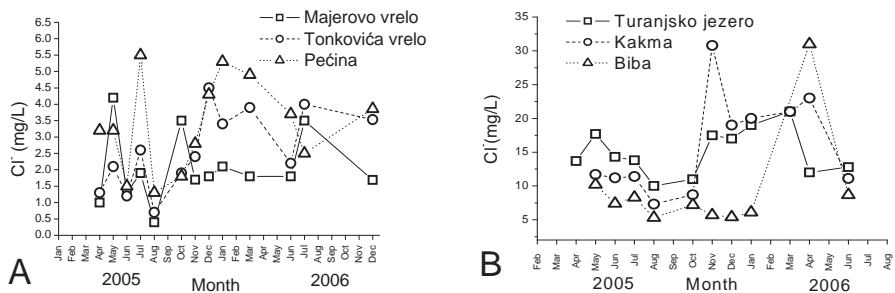 Majerovo vrelo
Tonkovića vrelo
Pećina
Cl⁻ (mg/L)
6.5
6.0
5.5
5.0
4.5
4.0
3.5
3.0
2.5
2.0
1.5
1.0
0.5
0.0
Jan Feb Mar Apr May Jun Jul Aug Sep Oct Nov Dec Jan Feb Mar Apr May Jun Jul Aug Sep Oct Nov Dec
2005 Month 2006
A
Turanjsko jezero
Kakma
Biba
Cl⁻ (mg/L)
35
30
25
20
15
10
5
Feb Mar Apr May Jun Jul Aug Sep Oct Nov Dec Jan Feb Mar Apr May Jun Jul Aug
2005 Month 2006
B